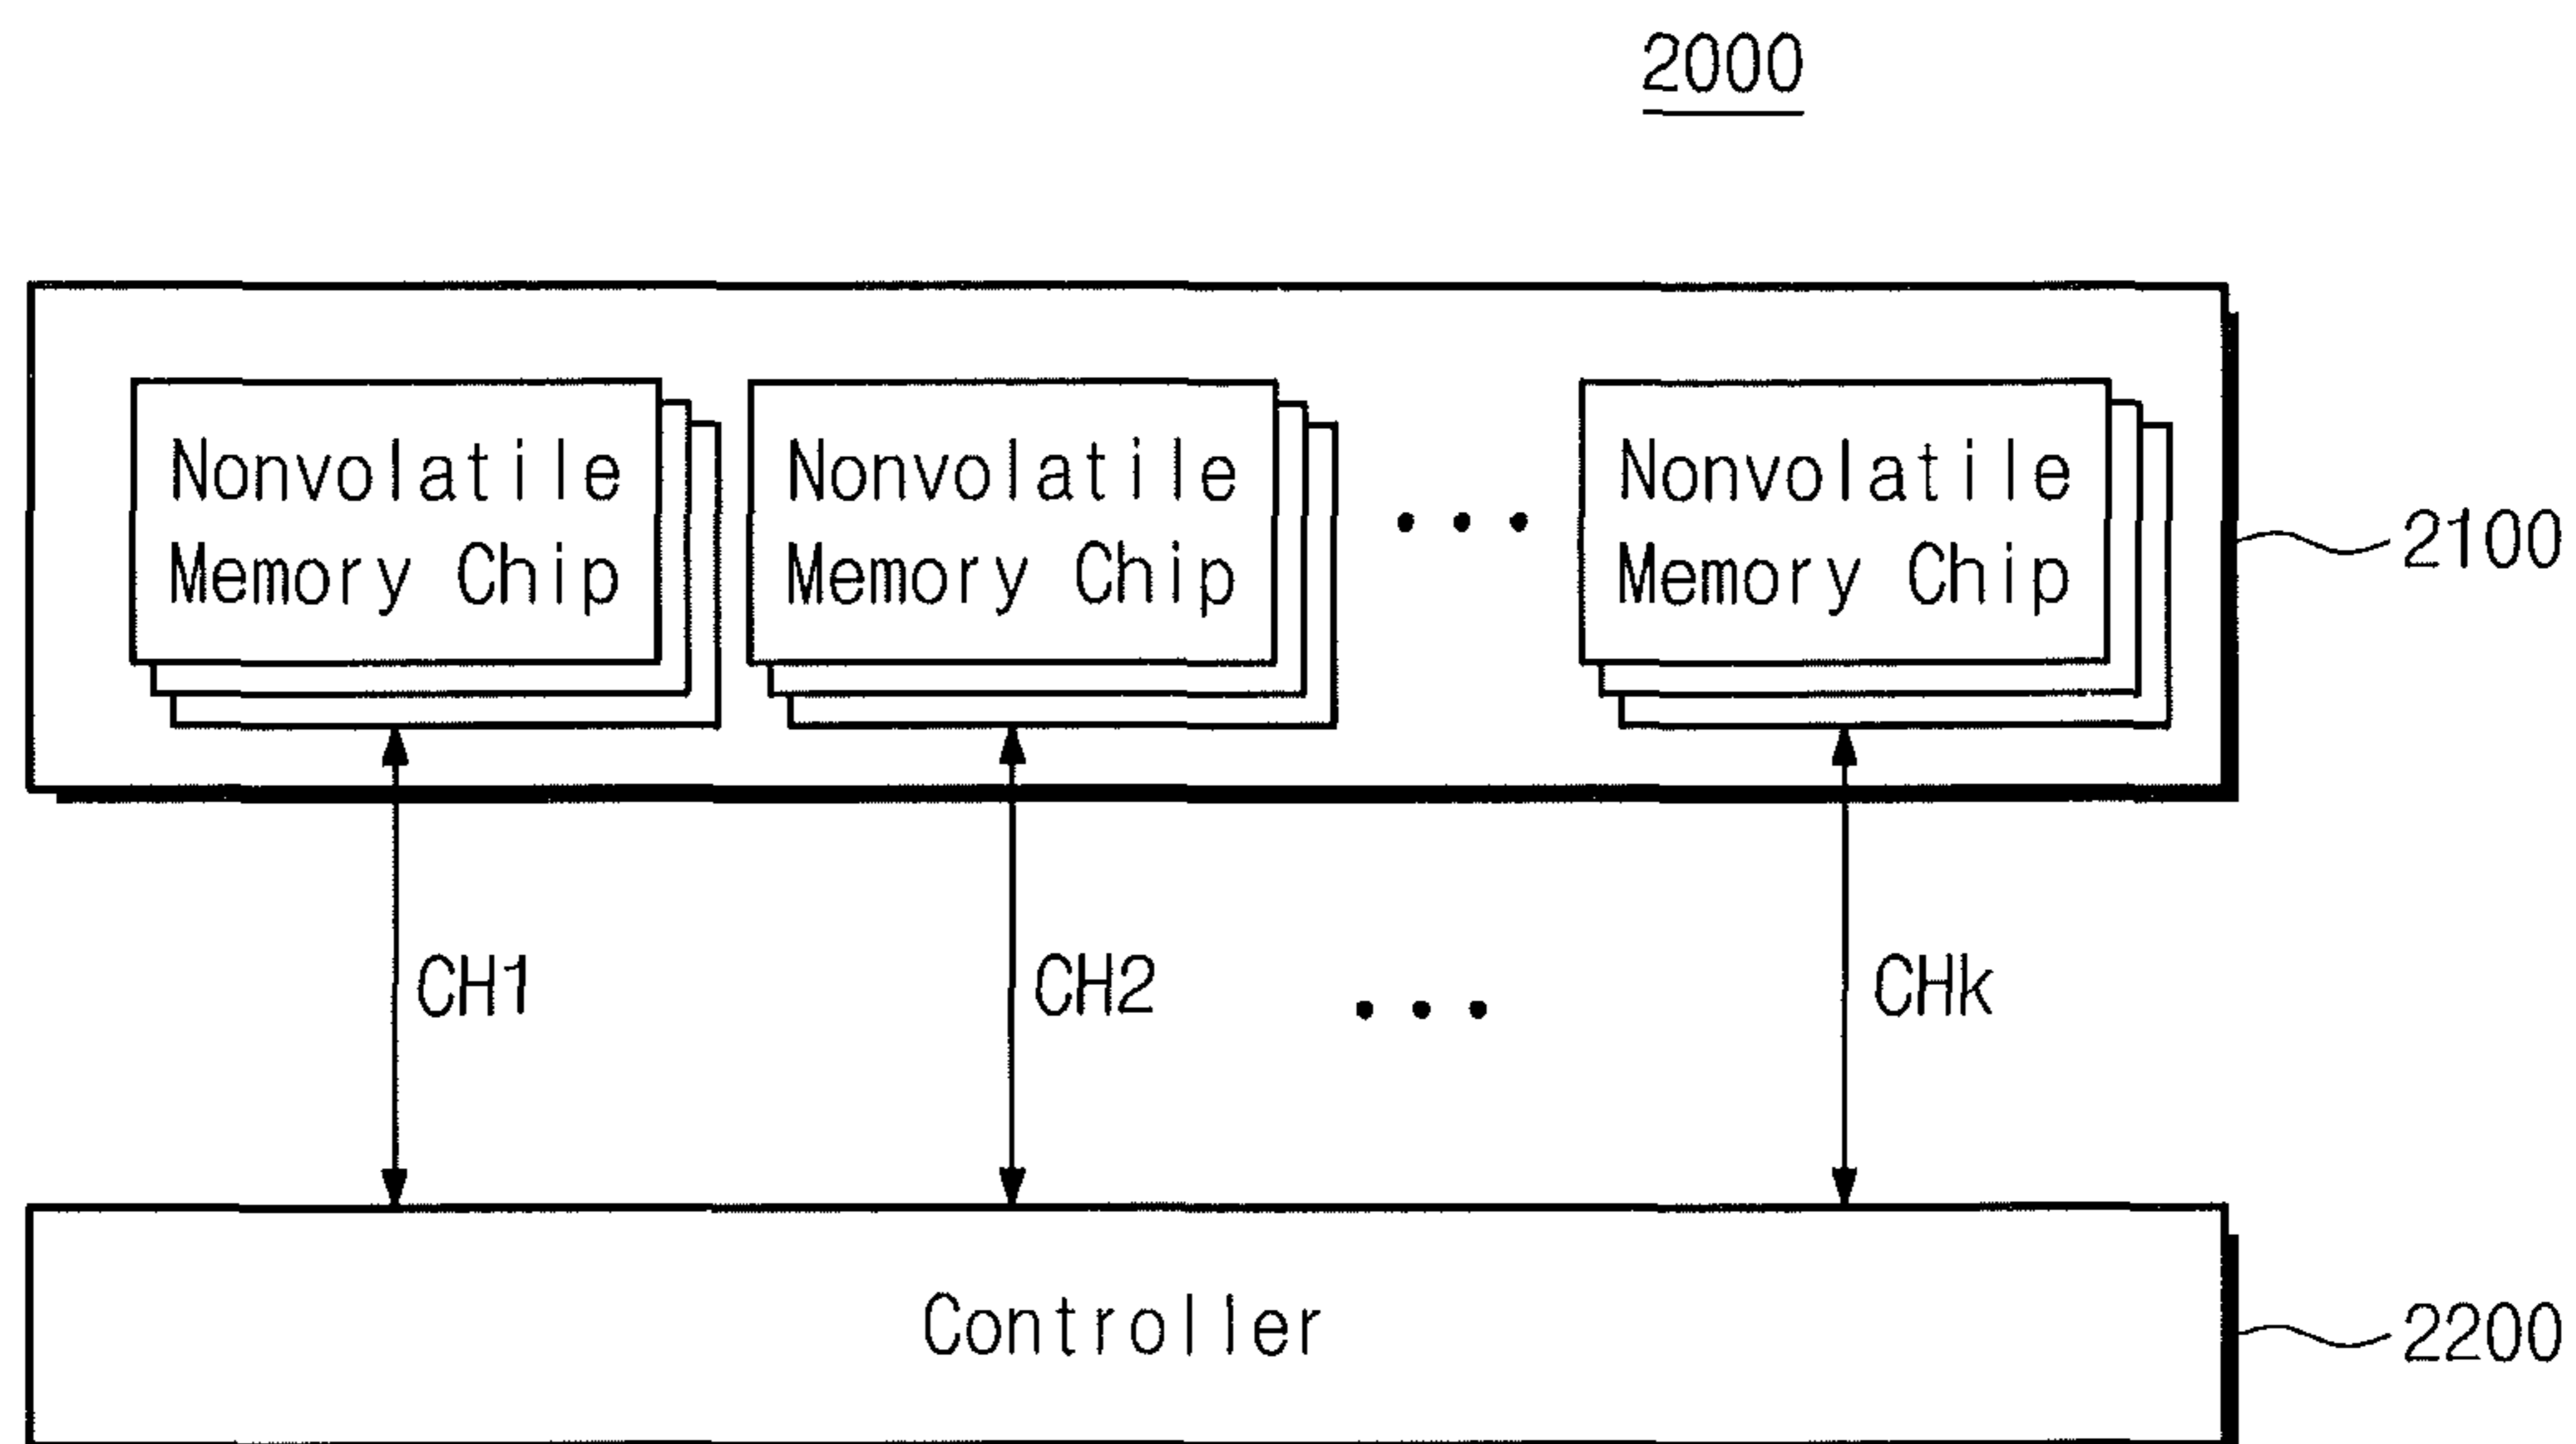 2000
Nonvolatile
Memory Chip
Nonvolatile
Memory Chip
...
Nonvolatile
Memory Chip
2100
CH1
CH2
...
CHk
Controller
2200